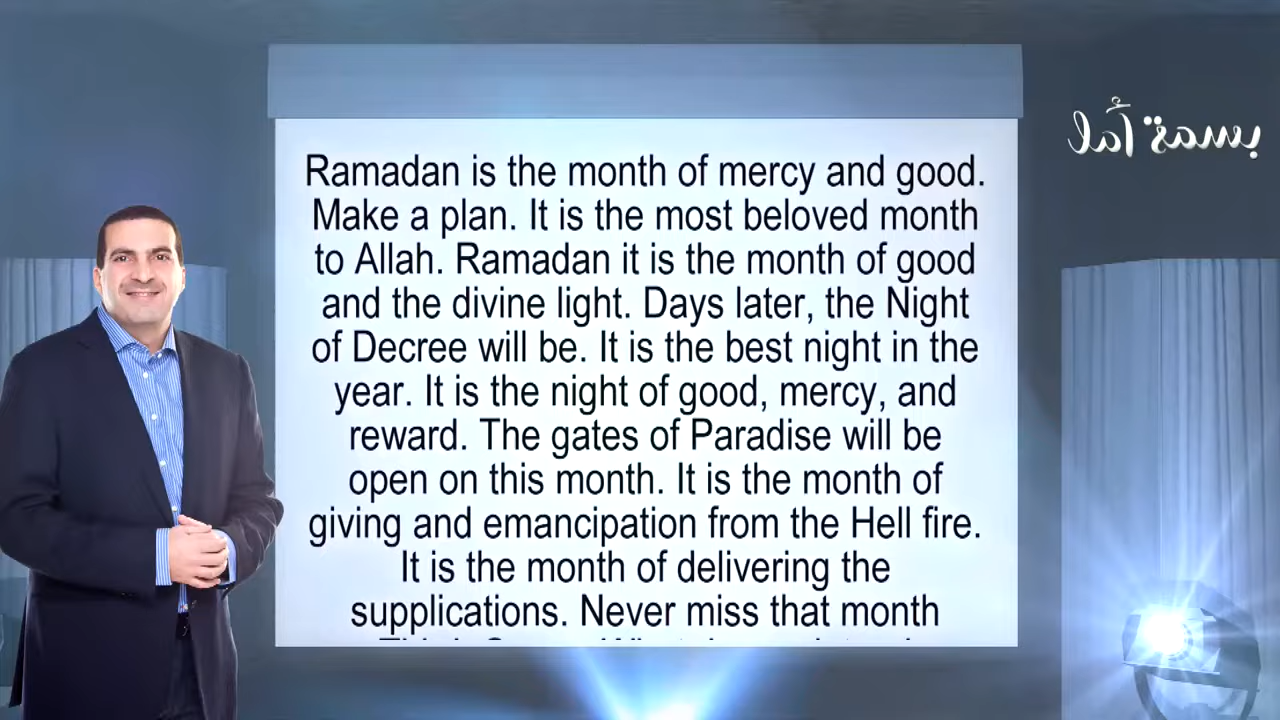 Ramadan is the month of mercy and good.
Make a plan. It is the most beloved month
to Allah. Ramadan it is the month of good
and the divine light. Days later, the Night
of Decree will be. It is the best night in the
year. It is the night of good, mercy, and
reward. The gates of Paradise will be
open on this month. It is the month of
giving and emancipation from the Hell fire.
It is the month of delivering the
supplications. Never miss that month
بسمة أمل